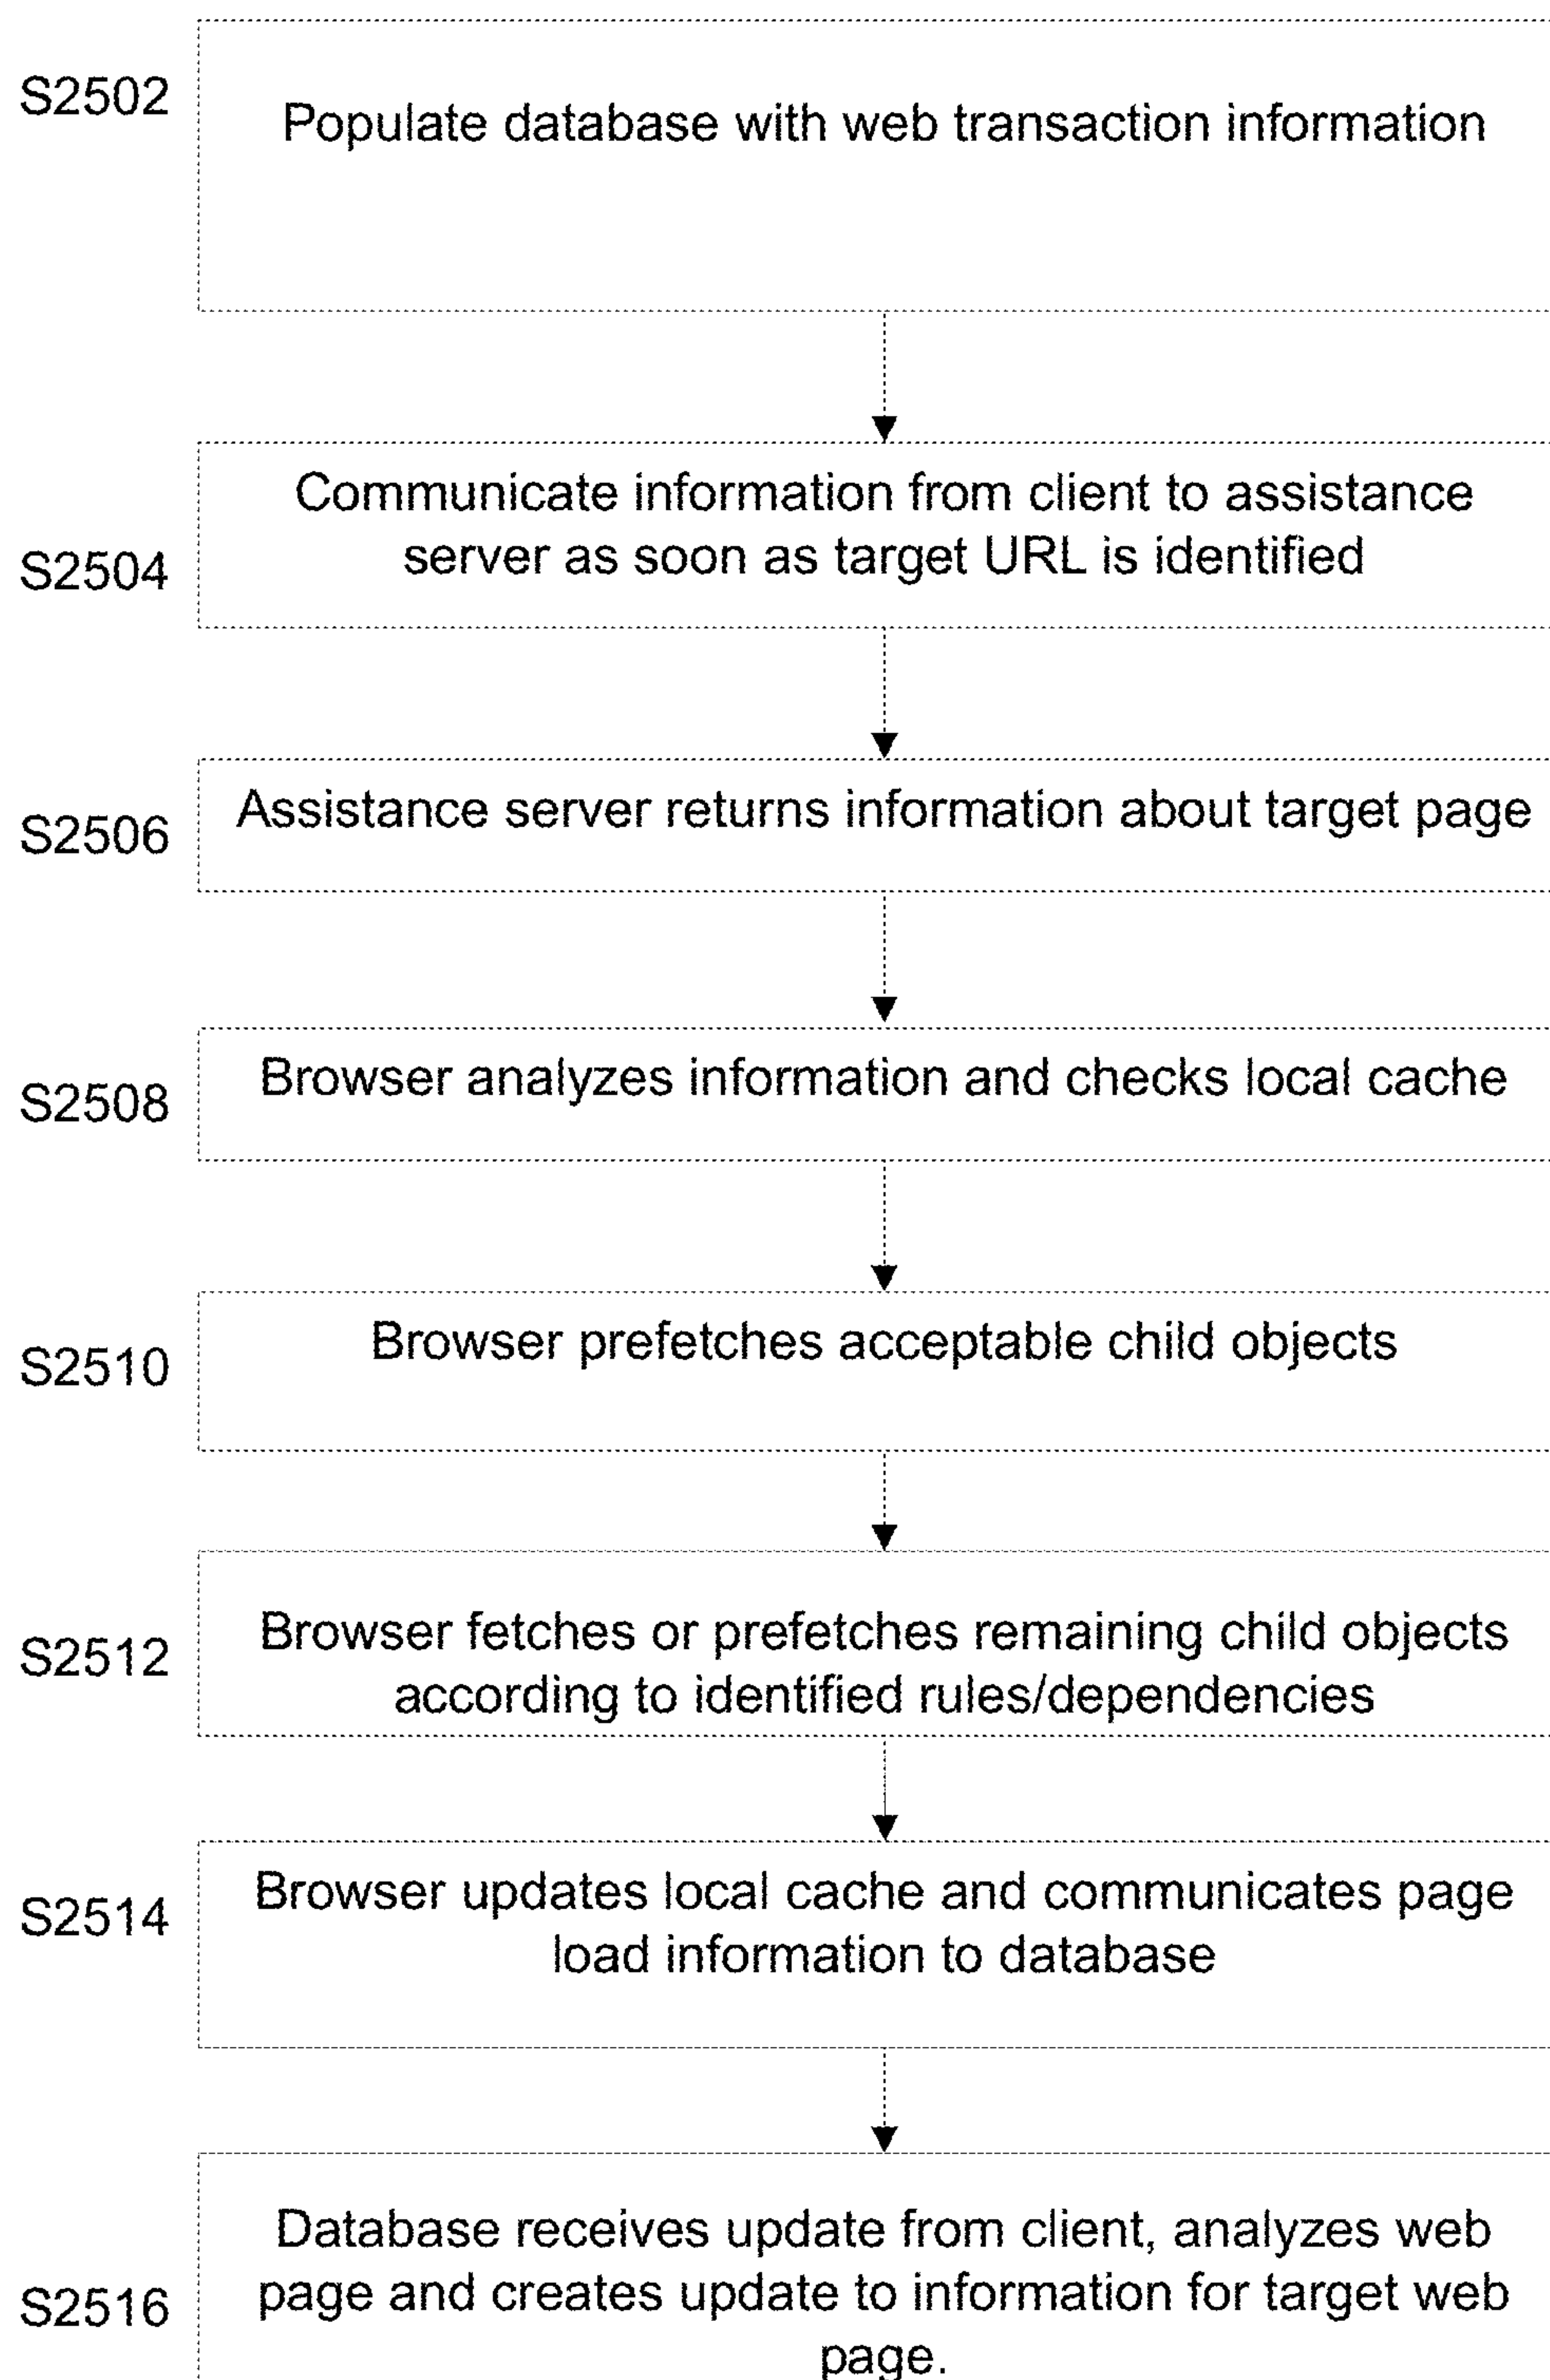 S2502
Populate database with web transaction information
Communicate information from client to assistance
server as soon as target URL is identified
S2504
Assistance server returns information about target page
S2506
Browser analyzes information and checks local cache
S2508
Browser prefetches acceptable child objects
S2510
Browser fetches or prefetches remaining child objects
S2512
according to identified rules/dependencies
Browser updates local cache and communicates page
S2514
load information to database
Database receives update from client, analyzes web
page and creates update to information for target web
S2516
page.